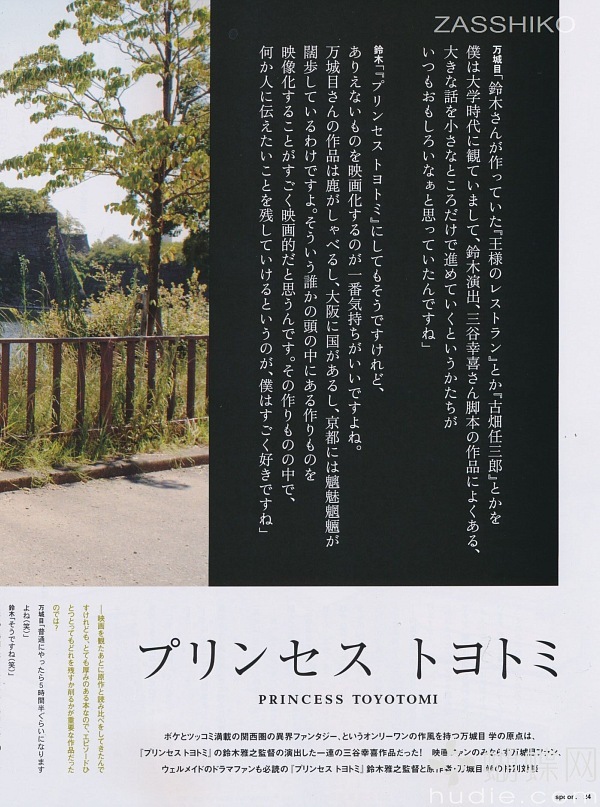 ZASSHIKO
万城目「鈴木さんが作っていた『王様のレストラン』とか『古畑任三郎』とかを
僕は大学時代に観ていまして、鈴木演出、三谷幸喜さん脚本の作品によくある、
大きな話を小さなところだけで進めていくというかたちが
いつもおもしろいなぁと思っていたんですね」
鈴木「『プリンセス トヨトミ』にしてもそうですけれど、
ありえないものを映画化するのが一番気持ちがいいですよね。
万城目さんの作品は鹿がしゃべるし、大阪に国があるし、京都には魑魅魍魎が
闊歩しているわけですよ。そういう誰かの頭の中にある作りものを
映像化することがすごく映画的だと思うんです。その作りものの中で、
何か人に伝えたいことを残していけるというのが、僕はすごく好きですね」
プリンセス トヨトミ
PRINCESS TOYOTOMI
ボケとツッコミ満載の関西圏の異界ファンタジー、というオンリーワンの作風を持つ万城目 学の原点は、
『プリンセス トヨトミ』の鈴木雅之監督の演出した一連の三谷幸喜作品だった! 映画ファンのみならず万城目ファン、
ウェルメイドのドラマファンも必読の『プリンセス トヨトミ』鈴木雅之監督と原作者・万城目 学の特別対談
──映画を観たあとに原作と読み比べをしてきたんで
すけれども、とても厚みのある本なので、エピソードひ
とつとってもどれを残すか削るかが重要な作品だった
のでは?
万城目「普通にやったら5時間半ぐらいになります
よね(笑)」
鈴木「そうですね(笑)」
hudie.com